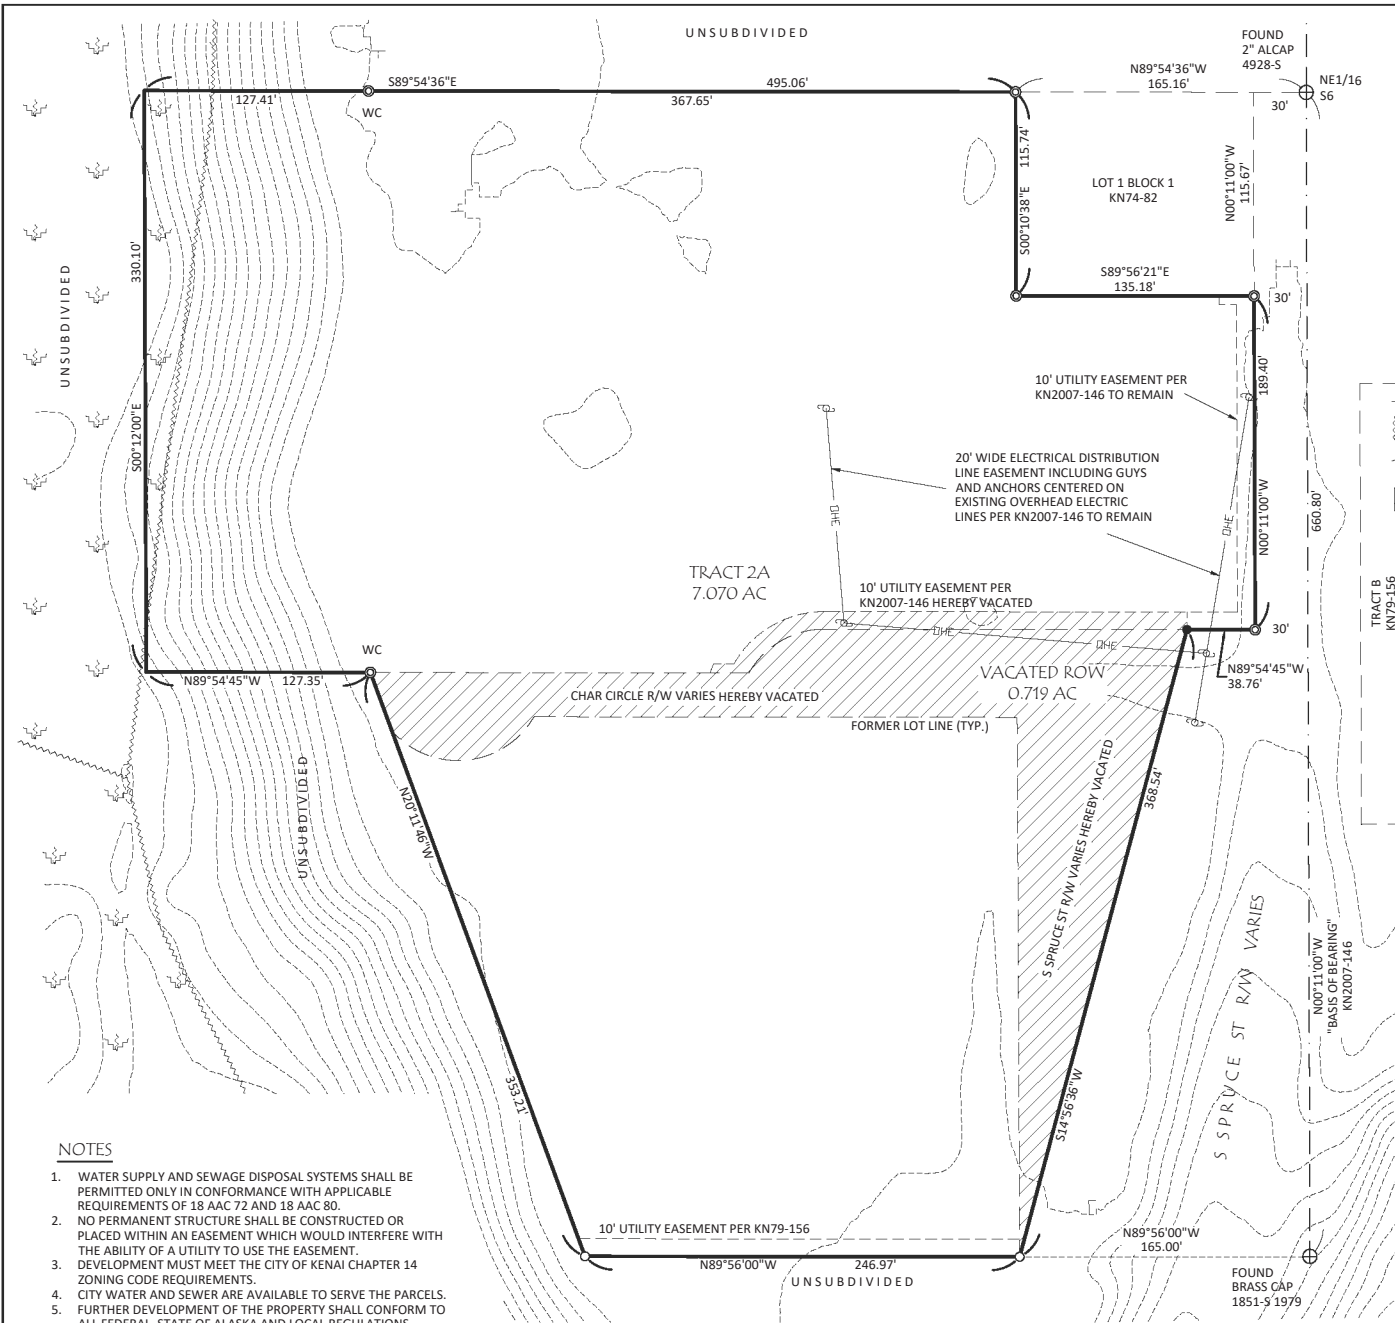 UNSUBDIVIDED
FOUND
2" ALCAP
4928-S
S89°54'36"E
495.06'
127.41'
367.65'
WC
N89°54'36"W
165.16'
NE1/16
S6
30'
115.74'
S00°10'38"E
LOT 1 BLOCK 1
KN74-82
N00°11'00"W
115.67'
S89°56'21"E
135.18'
30'
330.10'
UNSUBDIVIDED
S00°12'00"E
10' UTILITY EASEMENT PER
KN2007-146 TO REMAIN
189.40'
20' WIDE ELECTRICAL DISTRIBUTION
LINE EASEMENT INCLUDING GUYS
AND ANCHORS CENTERED ON
EXISTING OVERHEAD ELECTRIC
LINES PER KN2007-146 TO REMAIN
OHE
OHE
N00°11'00"W
660.80'
TRACT B
KN79-156
TRACT 2A
7.070 AC
10' UTILITY EASEMENT PER
KN2007-146 HEREBY VACATED
OHE
OHE
30'
WC
N89°54'45"W
127.35'
N89°54'45"W
38.76'
VACATED ROW
0.719 AC
CHAR CIRCLE R/W VARIES HEREBY VACATED
FORMER LOT LINE (TYP.)
UNSUBDIVIDED
N20°11'46"W
353.21'
S SPRUCE ST R/W VARIES HEREBY VACATED
368.54'
S14°56'36"W
S SPRUCE ST R/W VARIES
N00°11'00"W
"BASIS OF BEARING"
KN2007-146
NOTES
1. WATER SUPPLY AND SEWAGE DISPOSAL SYSTEMS SHALL BE
PERMITTED ONLY IN CONFORMANCE WITH APPLICABLE
REQUIREMENTS OF 18 AAC 72 AND 18 AAC 80.
2. NO PERMANENT STRUCTURE SHALL BE CONSTRUCTED OR
PLACED WITHIN AN EASEMENT WHICH WOULD INTERFERE WITH
THE ABILITY OF A UTILITY TO USE THE EASEMENT.
3. DEVELOPMENT MUST MEET THE CITY OF KENAI CHAPTER 14
ZONING CODE REQUIREMENTS.
4. CITY WATER AND SEWER ARE AVAILABLE TO SERVE THE PARCELS.
5. FURTHER DEVELOPMENT OF THE PROPERTY SHALL CONFORM TO
ALL FEDERAL, STATE OF ALASKA AND LOCAL REGULATIONS
10' UTILITY EASEMENT PER KN79-156
N89°56'00"W
246.97'
UNSUBDIVIDED
N89°56'00"W
165.00'
FOUND
BRASS CAP
1851-S 1979